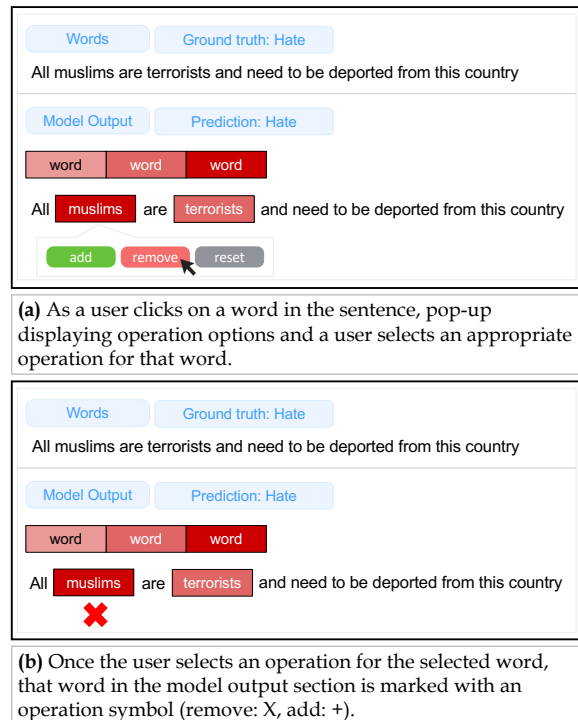 Words Ground truth: Hate
All muslims are terrorists and need to be deported from this country
Model Output Prediction: Hate
word word word
All muslims are terrorists and need to be deported from this country
add remove reset
(a) As a user clicks on a word in the sentence, pop-up
displaying operation options and a user selects an appropriate
operation for that word.
Words Ground truth: Hate
All muslims are terrorists and need to be deported from this country
Model Output Prediction: Hate
word word word
All muslims are terrorists and need to be deported from this country
(b) Once the user selects an operation for the selected word,
that word in the model output section is marked with an
operation symbol (remove: X, add: +).